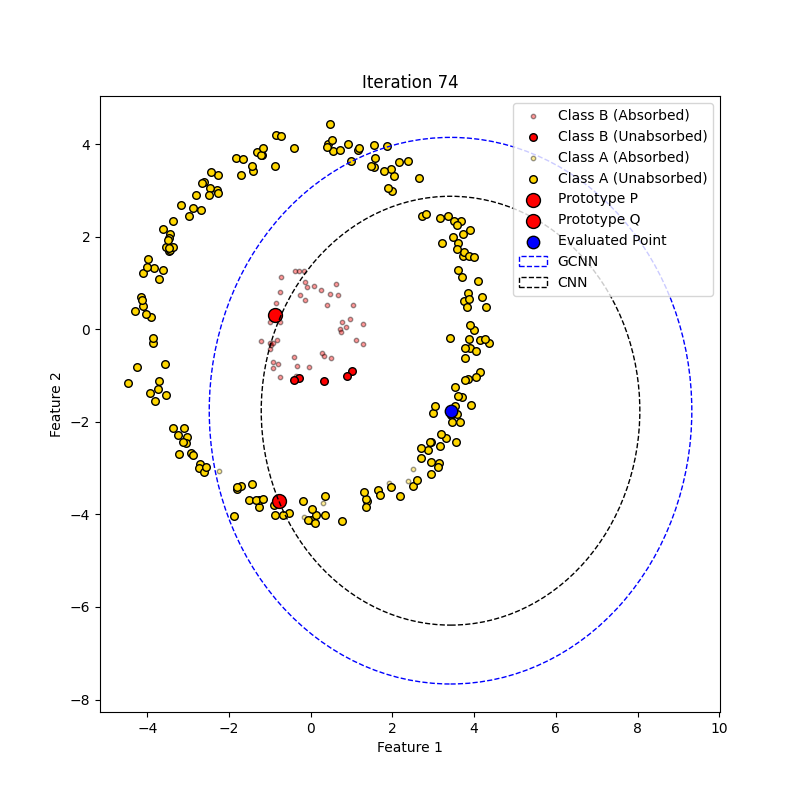 Iteration 74
Class B (Absorbed)
Class B (Unabsorbed)
Class A (Absorbed)
Class A (Unabsorbed)
Prototype P
Prototype Q
Evaluated Point
GCNN
CNN
4
2
0
−2
−4
−6
−8
Feature 2
−4 −2 0 2 4 6 8 10
Feature 1